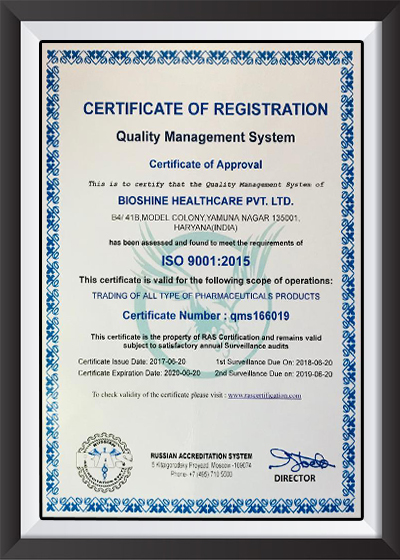 CERTIFICATE OF REGISTRATION
Quality Management System
Certificate of Approval
This is to certify that the Quality Management System of
BIOSHINE HEALTHCARE PVT. LTD.
B4/ 41B,MODEL COLONY,YAMUNA NAGAR 135001,
HARYANA(INDIA)
has been assessed and found to meet the requirements of
ISO 9001:2015
This certificate is valid for the following scope of operations:
TRADING OF ALL TYPE OF PHARMACEUTICALS PRODUCTS
Certificate Number : qms166019
This certificate is the property of RAS Certification and remains valid
subject to satisfactory annual Surveillance audits
Certificate Issue Date: 2017-06-20 1st Surveillance Due On: 2018-06-20
Certificate Expiration Date: 2020-06-20 2nd Surveillance Due on: 2019-06-20
To check validity of the certificate please visit : www.rascertification.com
RUSSIAN ACCREDITATION SYSTEM
5 Kitaigorodsky Proyezd, Moscow -109074
Phone: +7 (495) 710 5000
DIRECTOR